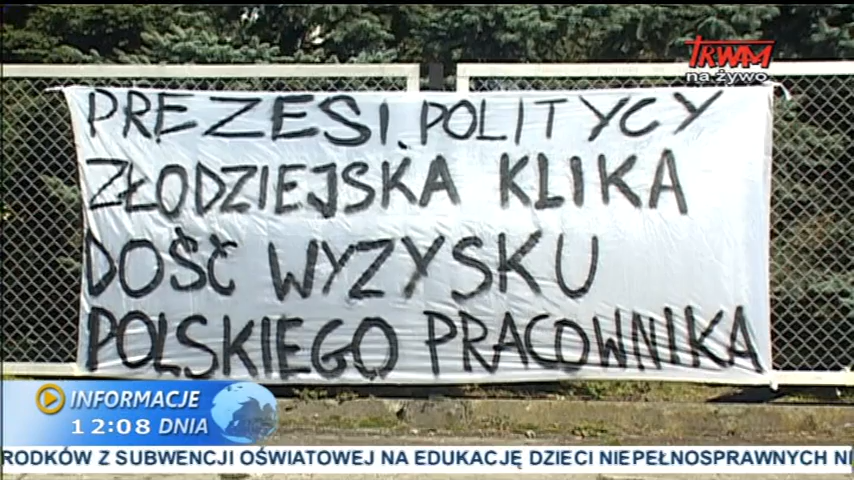 TRWAM
na żywo
PREZESI, POLITYCY
ZŁODZIEJSKA KLIKA
DOŚĆ WYZYSKU
POLSKIEGO PRACOWNIKA
INFORMACJE
12:08 DNIA
RODKÓW Z SUBWENCJI OŚWIATOWEJ NA EDUKACJĘ DZIECI NIEPEŁNOSPRAWNYCH NI